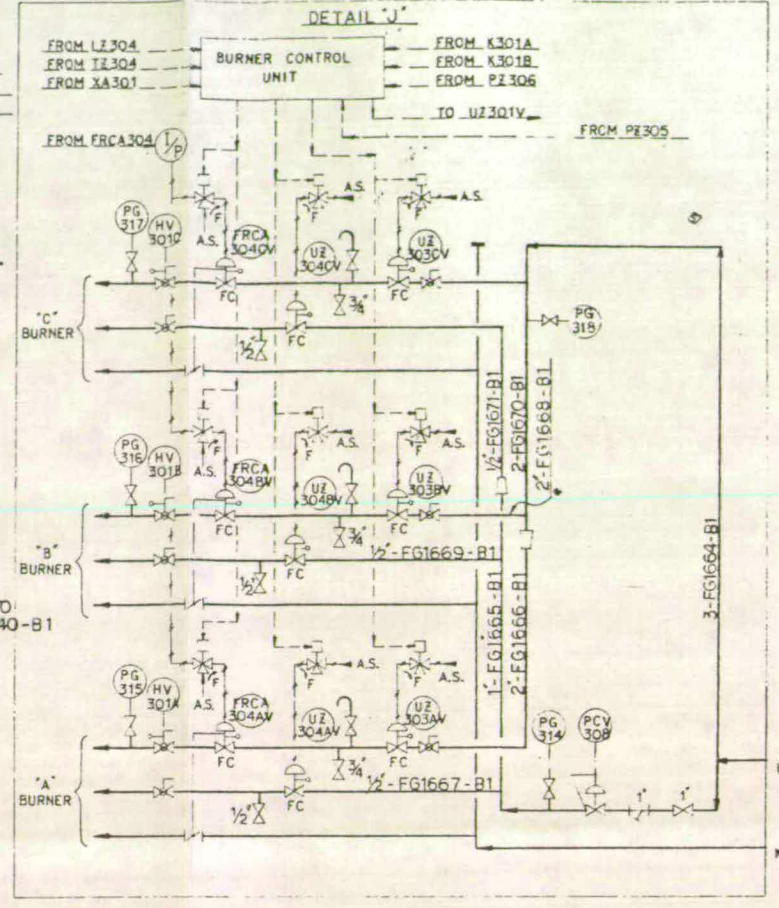 DETAIL "J"
FROM LZ304
FROM TZ304
FROM XA301
BURNER CONTROL
UNIT
FROM K301A
FROM K301B
FROM PZ306
TO UZ301V
FROM PZ305
FROM FRCA304
I/P
A.S.
A.S.
A.S.
F
F
F
PG
317
HV
301C
FRCA
304CV
UZ
304CV
UZ
303CV
FC
FC
3/4"
"C"
BURNER
1/2"
FC
PG
318
1/2"-FG1671-B1
2-FG1670-B1
2"-FG1668-B1
A.S.
A.S.
A.S.
F
F
F
PG
316
HV
301B
FRCA
304BV
UZ
304BV
UZ
303BV
FC
FC
3/4"
1/2"-FG1669-B1
"B"
BURNER
1/2"
FC
40-B1
3-FG1664-B1
1"-FG1665-B1
2"-FG1666-B1
A.S.
A.S.
A.S.
F
F
F
PG
315
HV
301A
FRCA
304AV
UZ
304AV
UZ
303AV
FC
FC
3/4"
1/2"-FG1667-B1
"A"
BURNER
1/2"
FC
PG
314
PCV
308
1"
1"